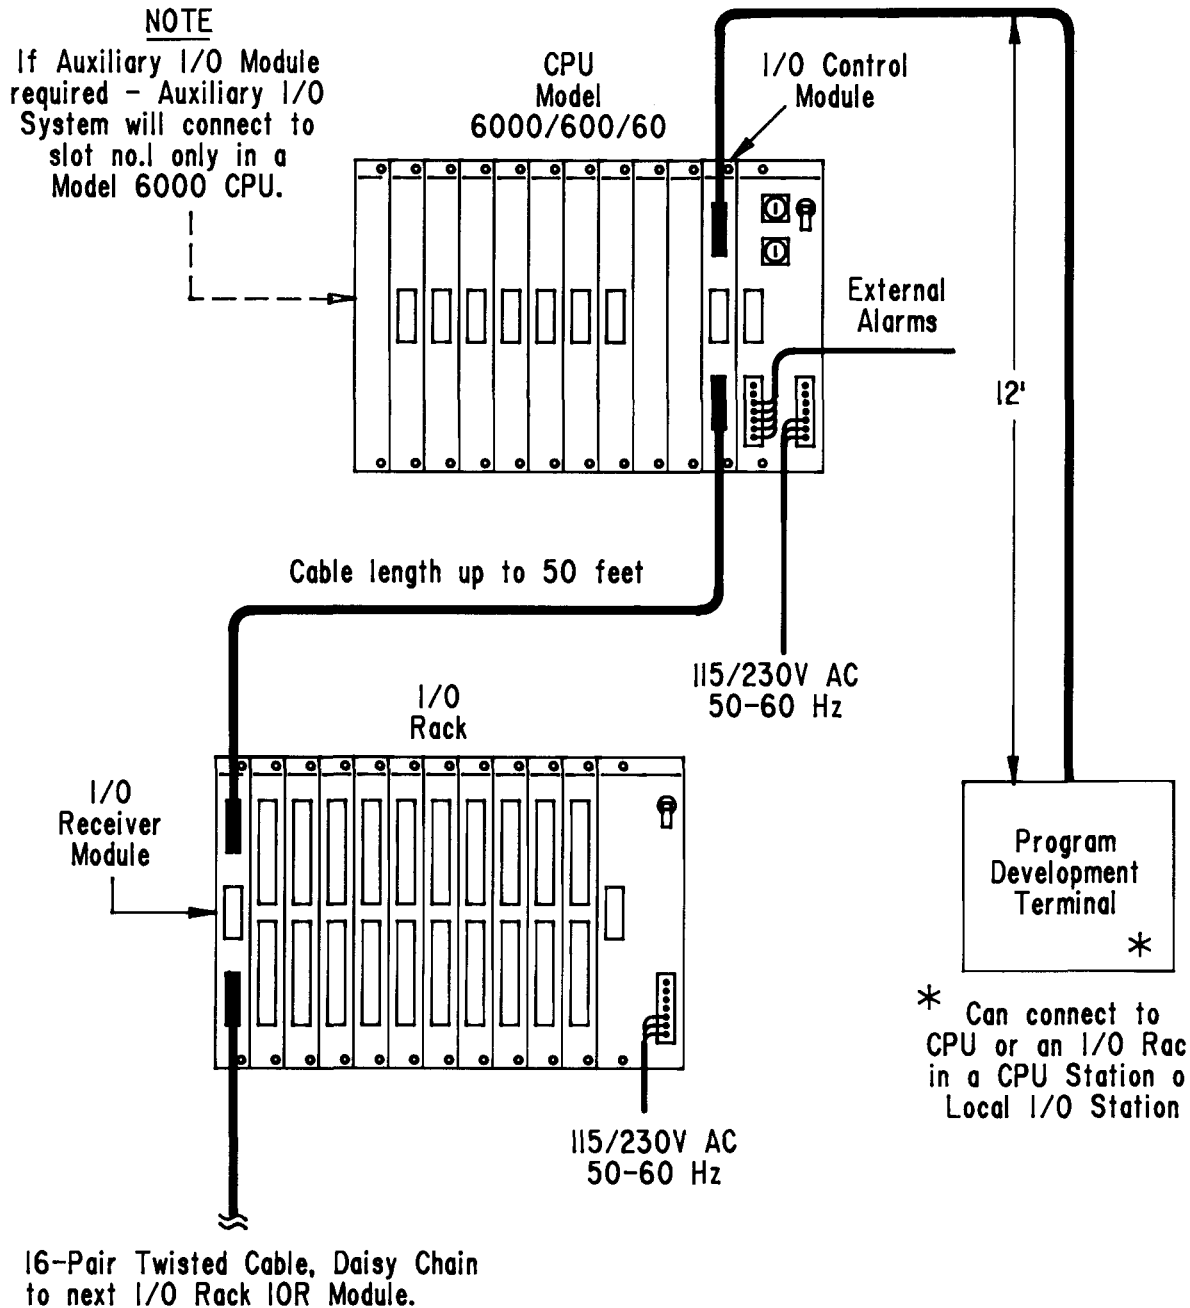 NOTE
If Auxiliary I/O Module
required - Auxiliary I/O
System will connect to
slot no.1 only in a
Model 6000 CPU.
CPU
Model
6000/600/60
I/O Control
Module
External
Alarms
12'
Cable length up to 50 feet
115/230V AC
50-60 Hz
I/O
Rack
I/O
Receiver
Module
Program
Development
Terminal
*
* Can connect to
CPU or an I/O Rac
in a CPU Station o
Local I/O Station
115/230V AC
50-60 Hz
16-Pair Twisted Cable, Daisy Chain
to next I/O Rack IOR Module.